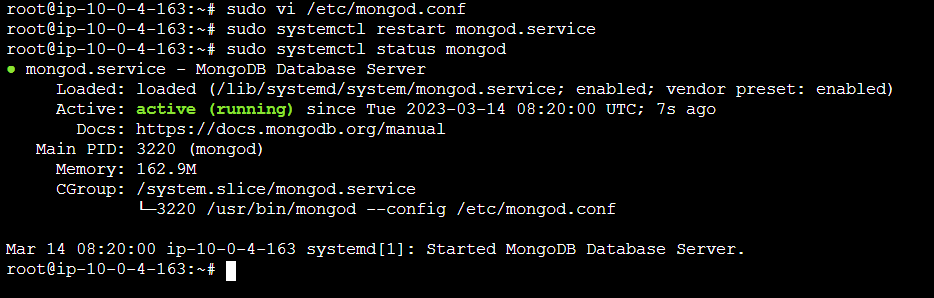 root@ip-10-0-4-163:~# sudo vi /etc/mongod.conf
root@ip-10-0-4-163:~# sudo systemctl restart mongod.service
root@ip-10-0-4-163:~# sudo systemctl status mongod
● mongod.service - MongoDB Database Server
     Loaded: loaded (/lib/systemd/system/mongod.service; enabled; vendor preset: enabled)
     Active: active (running) since Tue 2023-03-14 08:20:00 UTC; 7s ago
       Docs: https://docs.mongodb.org/manual
   Main PID: 3220 (mongod)
     Memory: 162.9M
     CGroup: /system.slice/mongod.service
             └─3220 /usr/bin/mongod --config /etc/mongod.conf
Mar 14 08:20:00 ip-10-0-4-163 systemd[1]: Started MongoDB Database Server.
root@ip-10-0-4-163:~#